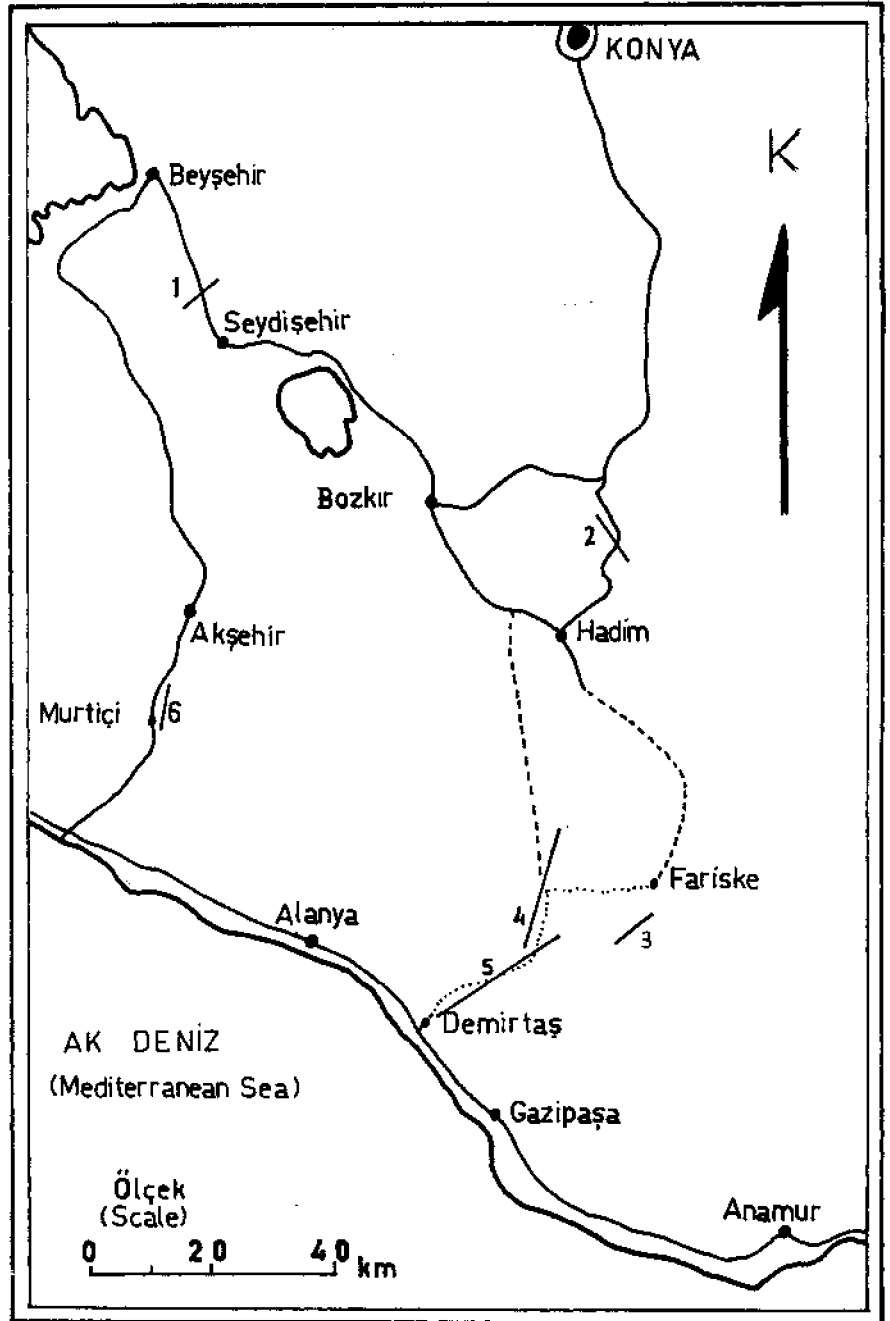 KONYA
K
Beyşehir
1
Seydişehir
Bozkır
2
Hadim
Akşehir
Murtiçi
6
Fariske
4
3
Alanya
5
Demirtaş
AK DENİZ
(Mediterranean Sea)
Gazipaşa
Ölçek
(Scale)
Anamur
0 20 40
km